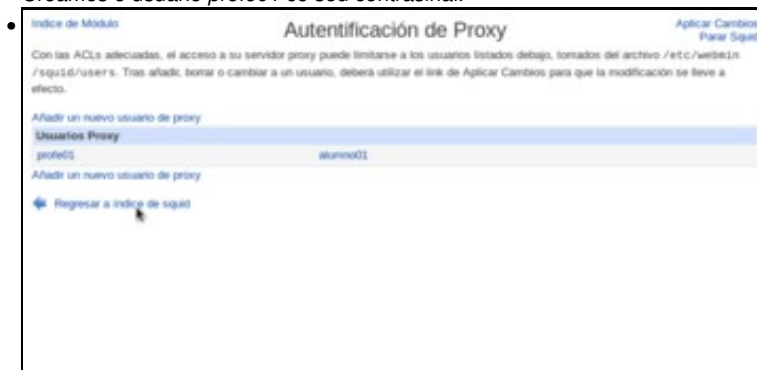 Creamos o usuario profe01 co seu contrasinal.
Indice de Módulo
Autentificación de Proxy
Aplicar Cambios
Parar Squid
Con las ACLs adecuadas, el acceso a su servidor proxy puede limitarse a los usuarios listados debajo, tomados del archivo /etc/webmin
/squid/users. Tras añadir, borrar o cambiar a un usuario, deberá utilizar el link de Aplicar Cambios para que la modificación se lleve a
efecto.
Añadir un nuevo usuario de proxy
Usuarios Proxy
profe01 alumno01
Añadir un nuevo usuario de proxy
Regresar a índice de squid